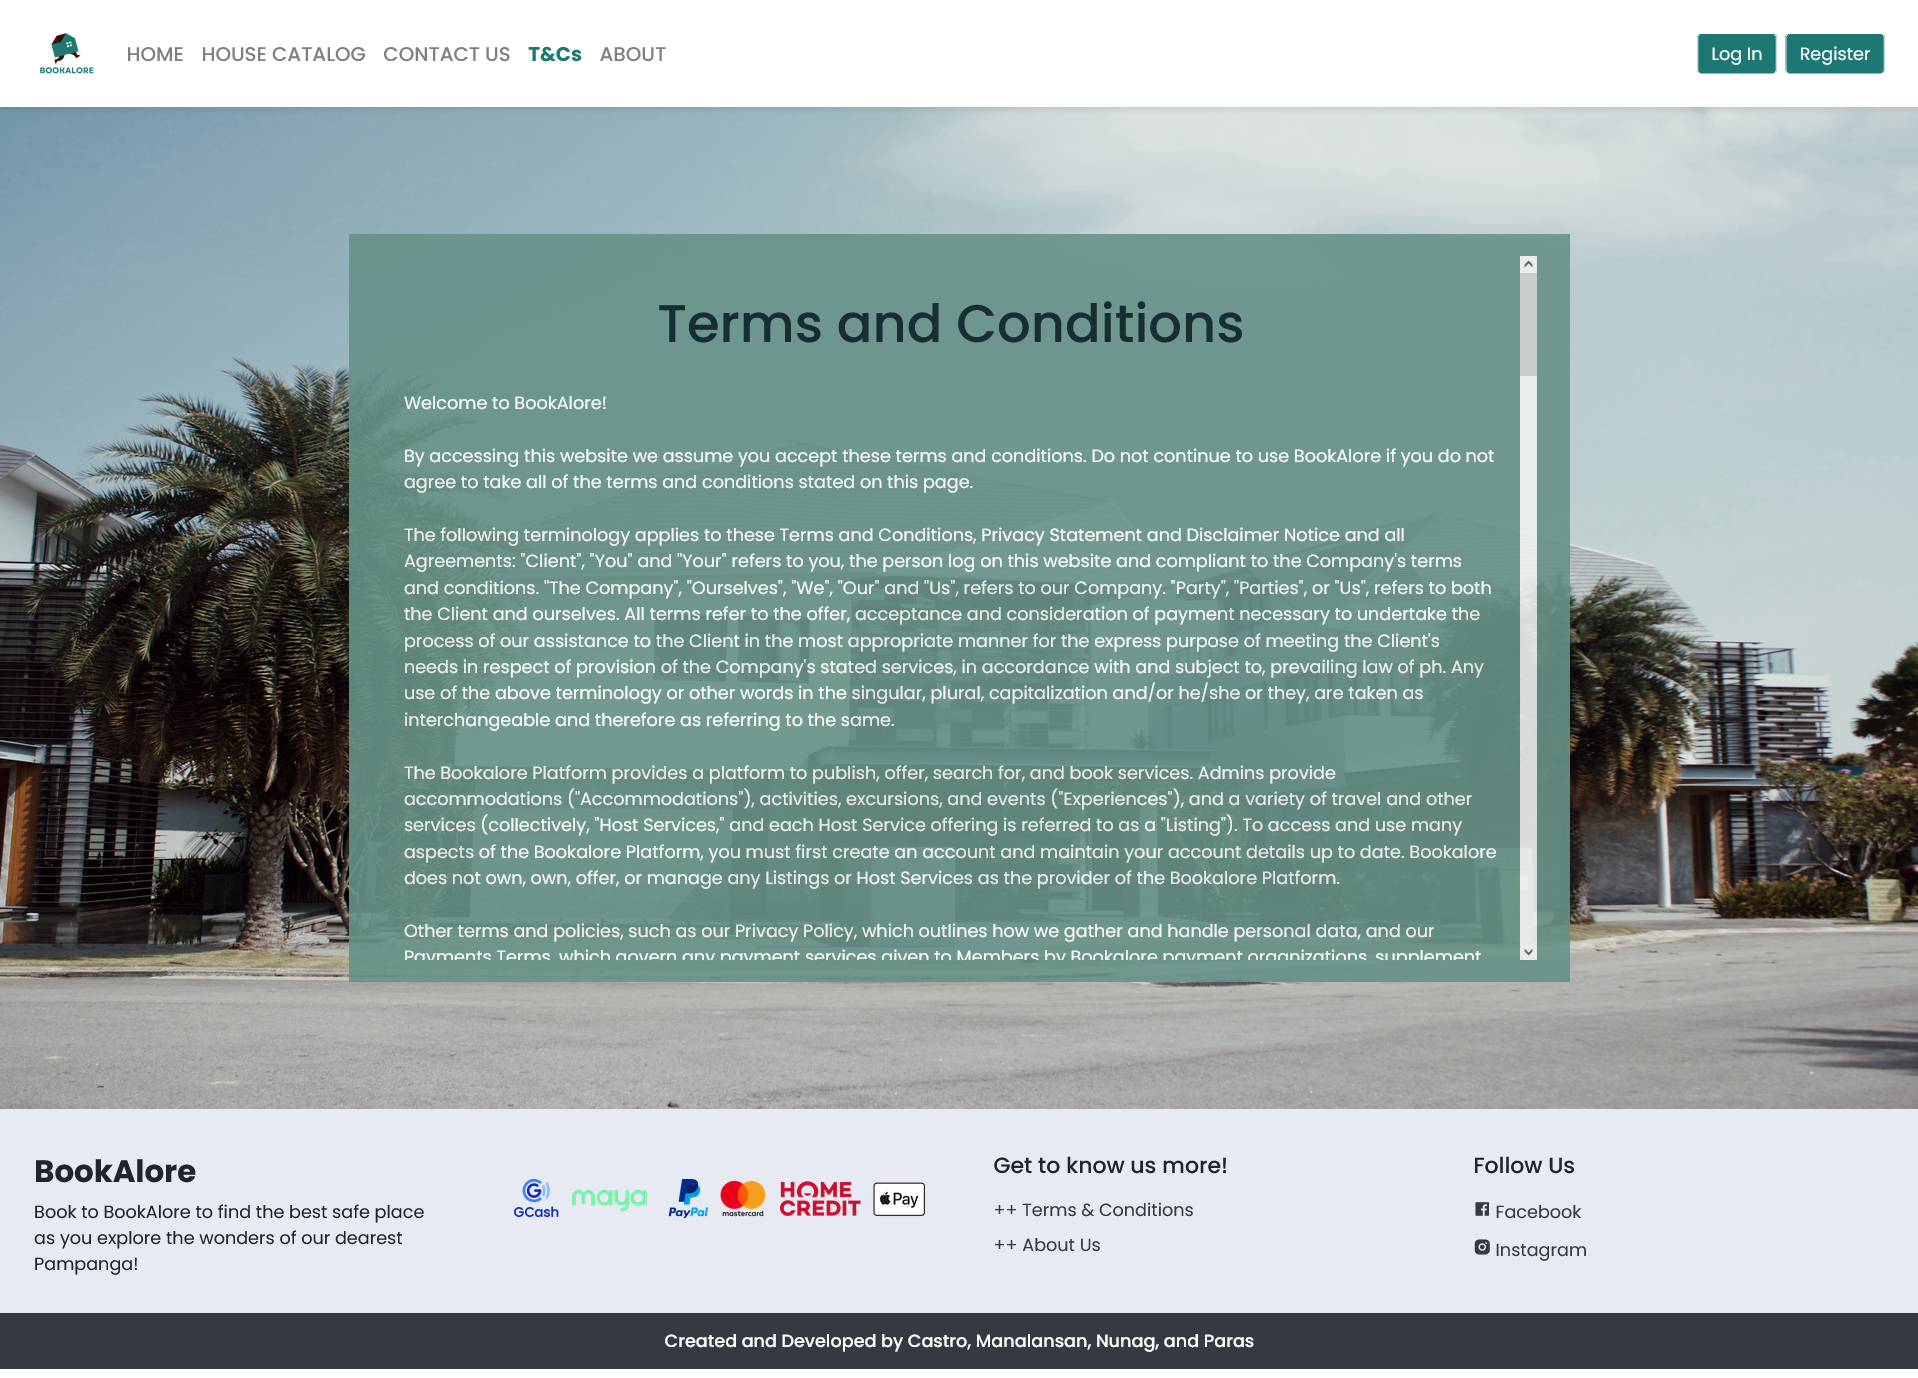 BOOKALORE
HOME HOUSE CATALOG CONTACT US T&Cs ABOUT
Log In Register
Terms and Conditions
Welcome to BookAlore!
By accessing this website we assume you accept these terms and conditions. Do not continue to use BookAlore if you do not
agree to take all of the terms and conditions stated on this page.
The following terminology applies to these Terms and Conditions, Privacy Statement and Disclaimer Notice and all
Agreements: "Client", "You" and "Your" refers to you, the person log on this website and compliant to the Company's terms
and conditions. "The Company", "Ourselves", "We", "Our" and "Us", refers to our Company. "Party", "Parties", or "Us", refers to both
the Client and ourselves. All terms refer to the offer, acceptance and consideration of payment necessary to undertake the
process of our assistance to the Client in the most appropriate manner for the express purpose of meeting the Client's
needs in respect of provision of the Company's stated services, in accordance with and subject to, prevailing law of ph. Any
use of the above terminology or other words in the singular, plural, capitalization and/or he/she or they, are taken as
interchangeable and therefore as referring to the same.
The Bookalore Platform provides a platform to publish, offer, search for, and book services. Admins provide
accommodations ("Accommodations"), activities, excursions, and events ("Experiences"), and a variety of travel and other
services (collectively, "Host Services," and each Host Service offering is referred to as a "Listing"). To access and use many
aspects of the Bookalore Platform, you must first create an account and maintain your account details up to date. Bookalore
does not own, own, offer, or manage any Listings or Host Services as the provider of the Bookalore Platform.
Other terms and policies, such as our Privacy Policy, which outlines how we gather and handle personal data, and our
Payments Terms, which govern any payment services given to Members by Bookalore payment organizations, supplement
BookAlore
Book to BookAlore to find the best safe place
as you explore the wonders of our dearest
Pampanga!
GCash maya PayPal mastercard HOME CREDIT Pay
Get to know us more!
++ Terms & Conditions
++ About Us
Follow Us
Facebook
Instagram
Created and Developed by Castro, Manalansan, Nunag, and Paras